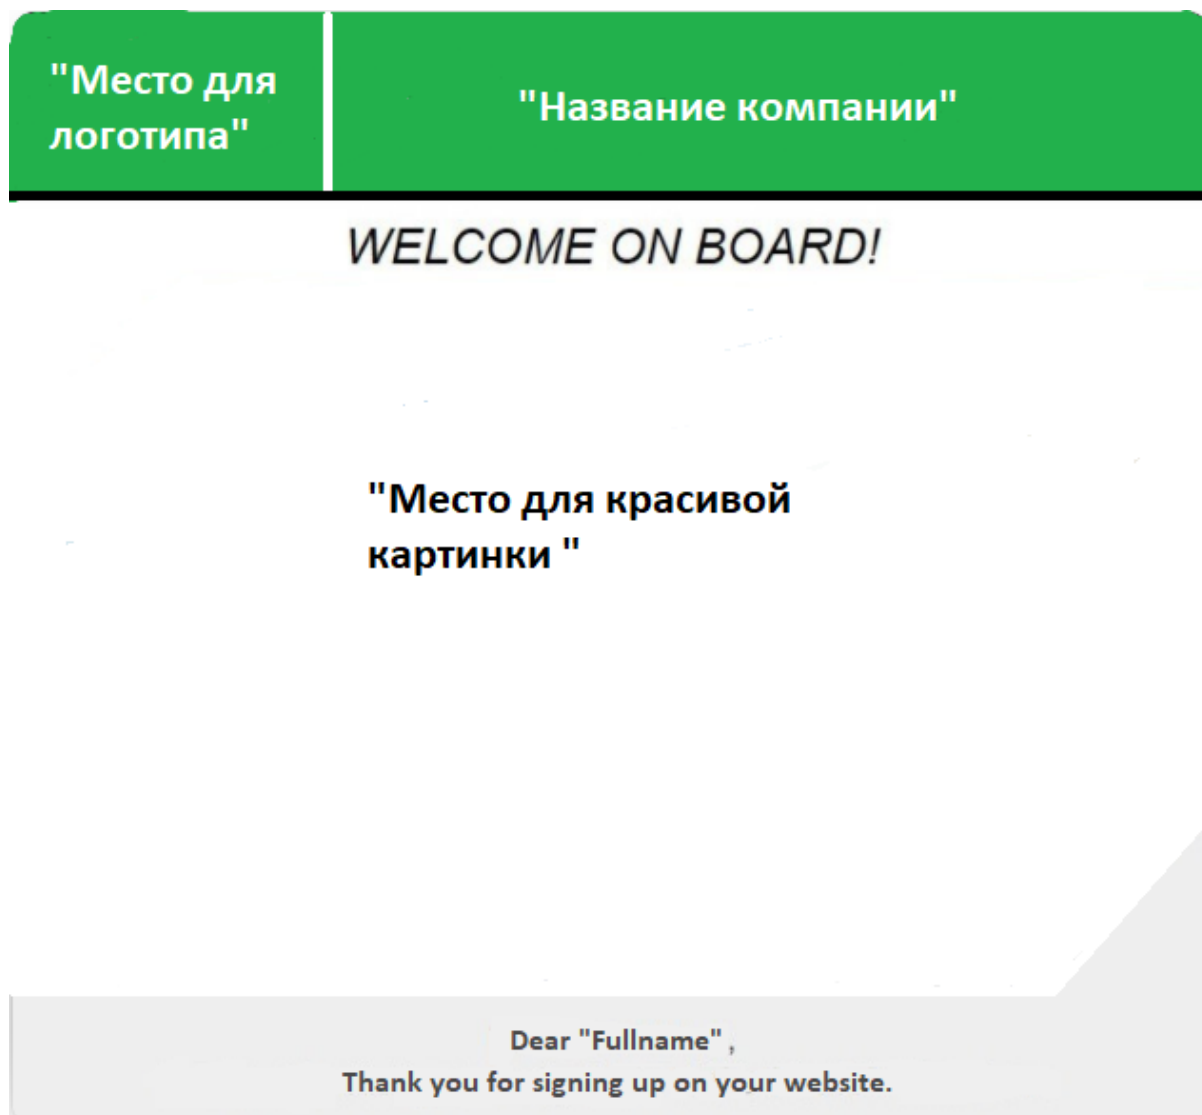 "Место для
логотипа"
"Название компании"
WELCOME ON BOARD!
"Место для красивой
картинки "
Dear "Fullname" ,
Thank you for signing up on your website.